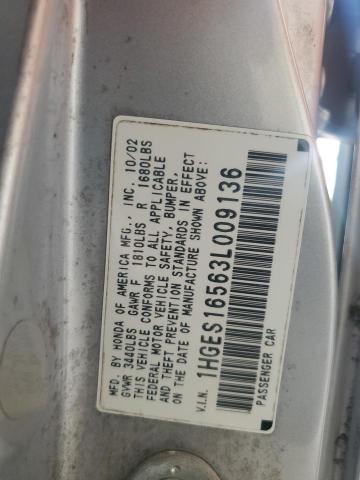 MFD. BY HONDA OF AMERICA MFG., INC. 10/02
GVWR 3440LBS GAWR F 1810LBS R 1680LBS
THIS VEHICLE CONFORMS TO ALL APPLICABLE
FEDERAL MOTOR VEHICLE SAFETY, BUMPER,
AND THEFT PREVENTION STANDARDS IN EFFECT
ON THE DATE OF MANUFACTURE SHOWN ABOVE:
V.I.N. 1HGES16563L009136
PASSENGER CAR